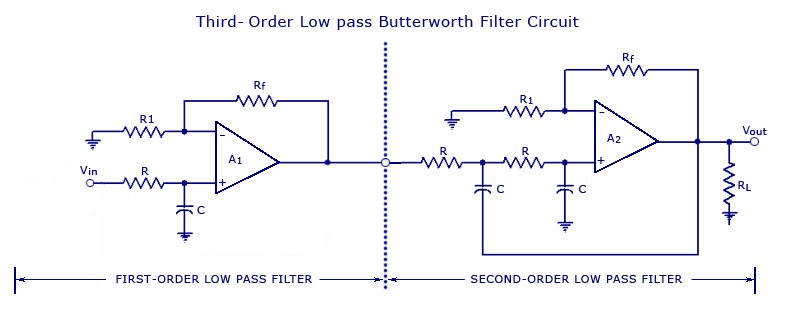 Third- Order Low pass Butterworth Filter Circuit
Rf
R1
A1
-
+
Vin
R
C
Rf
R1
A2
-
+
R
R
C
C
Vout
RL
FIRST-ORDER LOW PASS FILTER
SECOND-ORDER LOW PASS FILTER